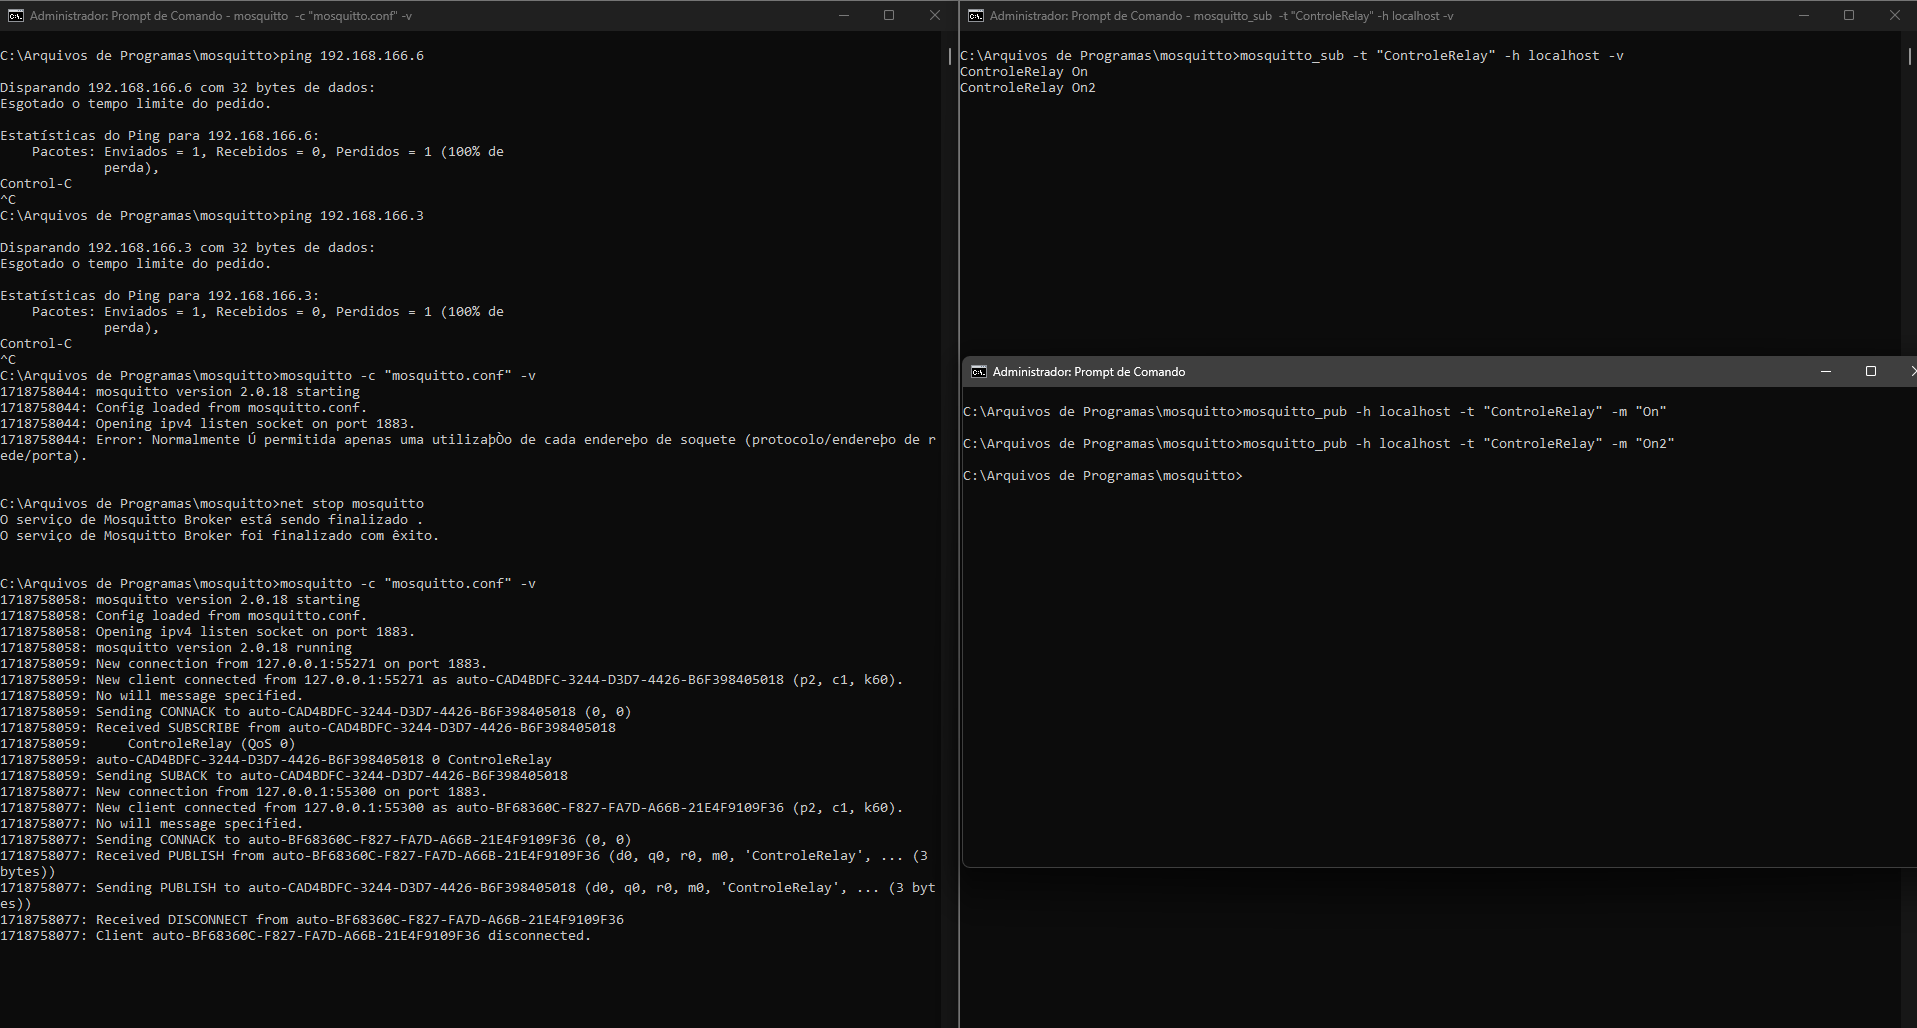 Administrador: Prompt de Comando - mosquitto  -c "mosquitto.conf" -v
C:\Arquivos de Programas\mosquitto>ping 192.168.166.6
Disparando 192.168.166.6 com 32 bytes de dados:
Esgotado o tempo limite do pedido.
Estatísticas do Ping para 192.168.166.6:
    Pacotes: Enviados = 1, Recebidos = 0, Perdidos = 1 (100% de
             perda),
Control-C
^C
C:\Arquivos de Programas\mosquitto>ping 192.168.166.3
Disparando 192.168.166.3 com 32 bytes de dados:
Esgotado o tempo limite do pedido.
Estatísticas do Ping para 192.168.166.3:
    Pacotes: Enviados = 1, Recebidos = 0, Perdidos = 1 (100% de
             perda),
Control-C
^C
C:\Arquivos de Programas\mosquitto>mosquitto -c "mosquitto.conf" -v
1718758044: mosquitto version 2.0.18 starting
1718758044: Config loaded from mosquitto.conf.
1718758044: Opening ipv4 listen socket on port 1883.
1718758044: Error: Normalmente Ú permitida apenas uma utilizaþÒo de cada endereþo de soquete (protocolo/endereþo de r
ede/porta).
C:\Arquivos de Programas\mosquitto>net stop mosquitto
O serviço de Mosquitto Broker está sendo finalizado .
O serviço de Mosquitto Broker foi finalizado com êxito.
C:\Arquivos de Programas\mosquitto>mosquitto -c "mosquitto.conf" -v
1718758058: mosquitto version 2.0.18 starting
1718758058: Config loaded from mosquitto.conf.
1718758058: Opening ipv4 listen socket on port 1883.
1718758058: mosquitto version 2.0.18 running
1718758059: New connection from 127.0.0.1:55271 on port 1883.
1718758059: New client connected from 127.0.0.1:55271 as auto-CAD4BDFC-3244-D3D7-4426-B6F398405018 (p2, c1, k60).
1718758059: No will message specified.
1718758059: Sending CONNACK to auto-CAD4BDFC-3244-D3D7-4426-B6F398405018 (0, 0)
1718758059: Received SUBSCRIBE from auto-CAD4BDFC-3244-D3D7-4426-B6F398405018
1718758059:     ControleRelay (QoS 0)
1718758059: auto-CAD4BDFC-3244-D3D7-4426-B6F398405018 0 ControleRelay
1718758059: Sending SUBACK to auto-CAD4BDFC-3244-D3D7-4426-B6F398405018
1718758077: New connection from 127.0.0.1:55300 on port 1883.
1718758077: New client connected from 127.0.0.1:55300 as auto-BF68360C-F827-FA7D-A66B-21E4F9109F36 (p2, c1, k60).
1718758077: No will message specified.
1718758077: Sending CONNACK to auto-BF68360C-F827-FA7D-A66B-21E4F9109F36 (0, 0)
1718758077: Received PUBLISH from auto-BF68360C-F827-FA7D-A66B-21E4F9109F36 (d0, q0, r0, m0, 'ControleRelay', ... (3
bytes))
1718758077: Sending PUBLISH to auto-CAD4BDFC-3244-D3D7-4426-B6F398405018 (d0, q0, r0, m0, 'ControleRelay', ... (3 byt
es))
1718758077: Received DISCONNECT from auto-BF68360C-F827-FA7D-A66B-21E4F9109F36
1718758077: Client auto-BF68360C-F827-FA7D-A66B-21E4F9109F36 disconnected.
Administrador: Prompt de Comando - mosquitto_sub  -t "ControleRelay" -h localhost -v
C:\Arquivos de Programas\mosquitto>mosquitto_sub -t "ControleRelay" -h localhost -v
ControleRelay On
ControleRelay On2
Administrador: Prompt de Comando
C:\Arquivos de Programas\mosquitto>mosquitto_pub -h localhost -t "ControleRelay" -m "On"
C:\Arquivos de Programas\mosquitto>mosquitto_pub -h localhost -t "ControleRelay" -m "On2"
C:\Arquivos de Programas\mosquitto>